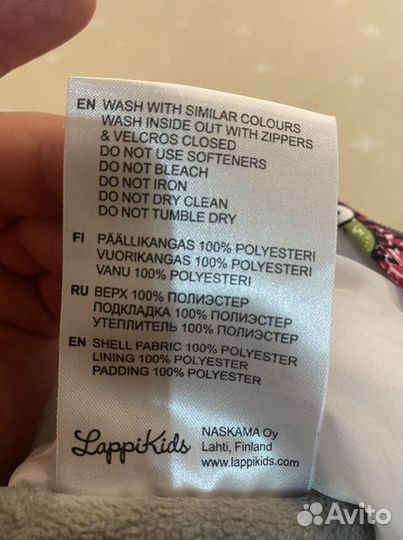 EN WASH WITH SIMILAR COLOURS
WASH INSIDE OUT WITH ZIPPERS
& VELCROS CLOSED
DO NOT USE SOFTENERS
DO NOT BLEACH
DO NOT IRON
DO NOT DRY CLEAN
DO NOT TUMBLE DRY
FI PÄÄLLIKANGAS 100% POLYESTERI
VUORIKANGAS 100% POLYESTERI
VANU 100% POLYESTERI
RU ВЕРХ 100% ПОЛИЭСТЕР
ПОДКЛАДКА 100% ПОЛИЭСТЕР
УТЕПЛИТЕЛЬ 100% ПОЛИЭСТЕР
EN SHELL FABRIC 100% POLYESTER
LINING 100% POLYESTER
PADDING 100% POLYESTER
LappiKids
NASKAMA Oy
Lahti, Finland
www.lappikids.com
Avito